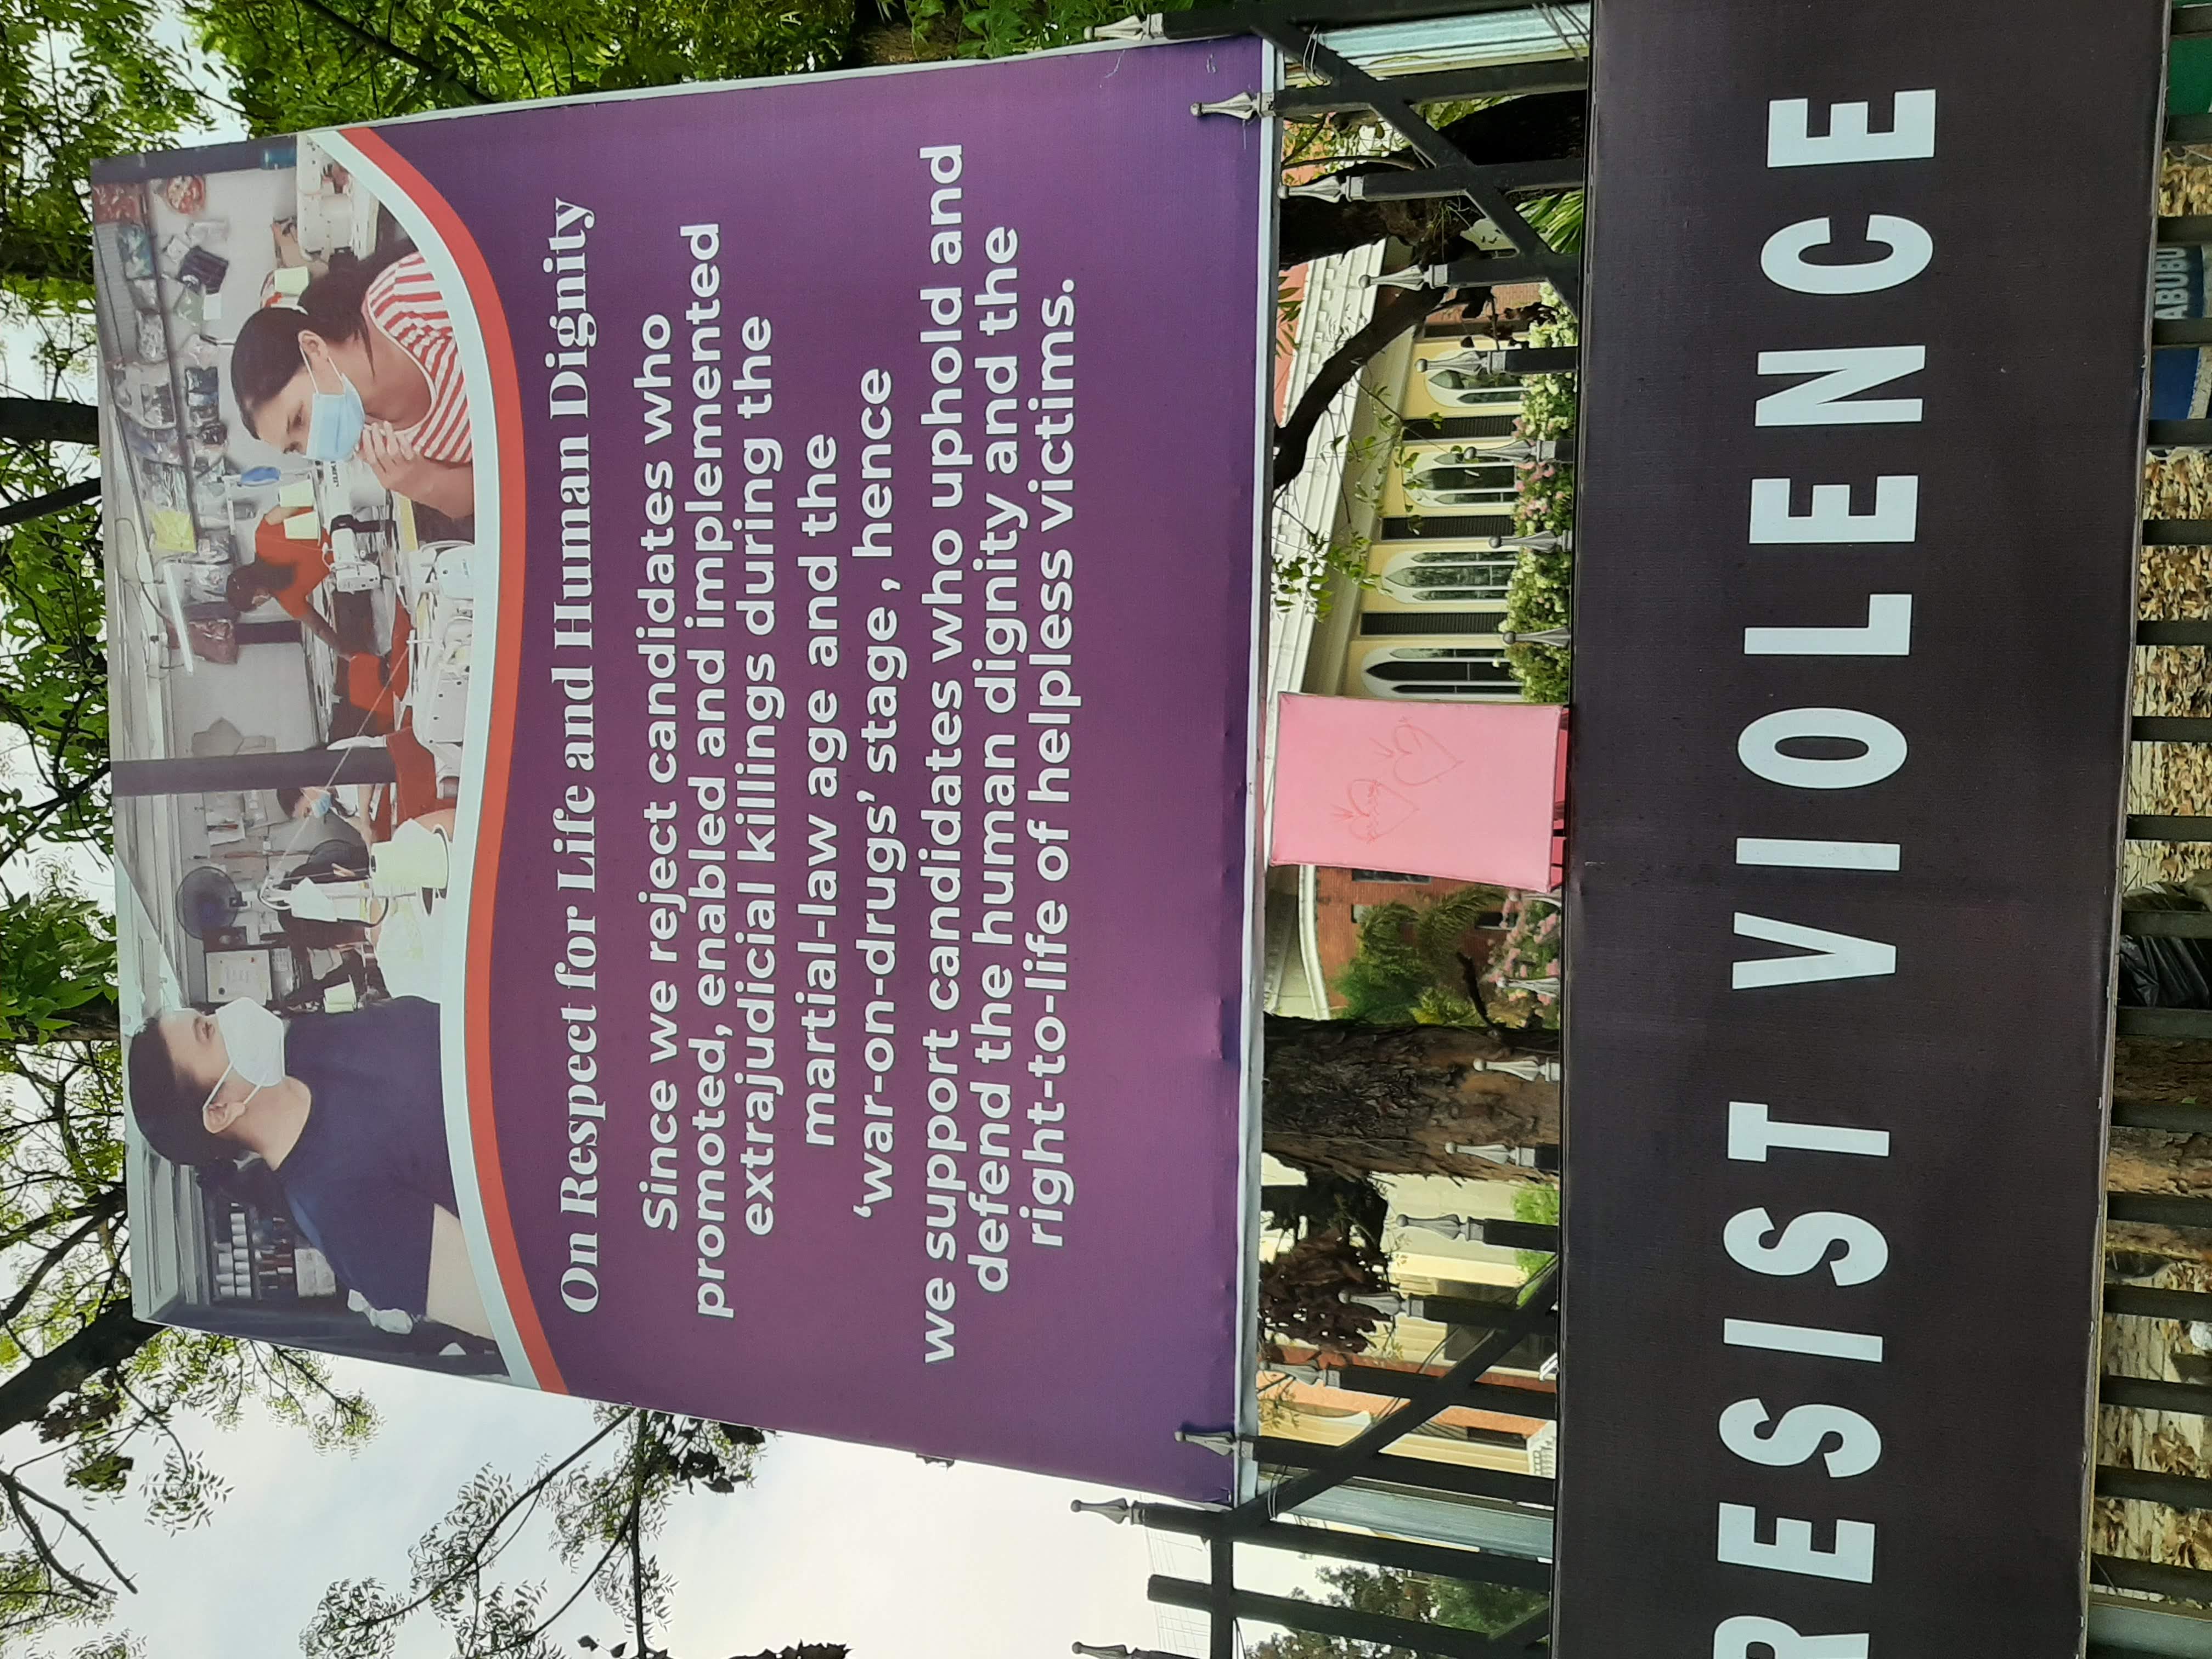 On Respect for Life and Human Dignity
Since we reject candidates who
promoted, enabled and implemented
extrajudicial killings during the
martial-law age and the
‘war-on-drugs’ stage , hence
we support candidates who uphold and
defend the human dignity and the
right-to-life of helpless victims.
RESIST VIOLENCE
ABUBU